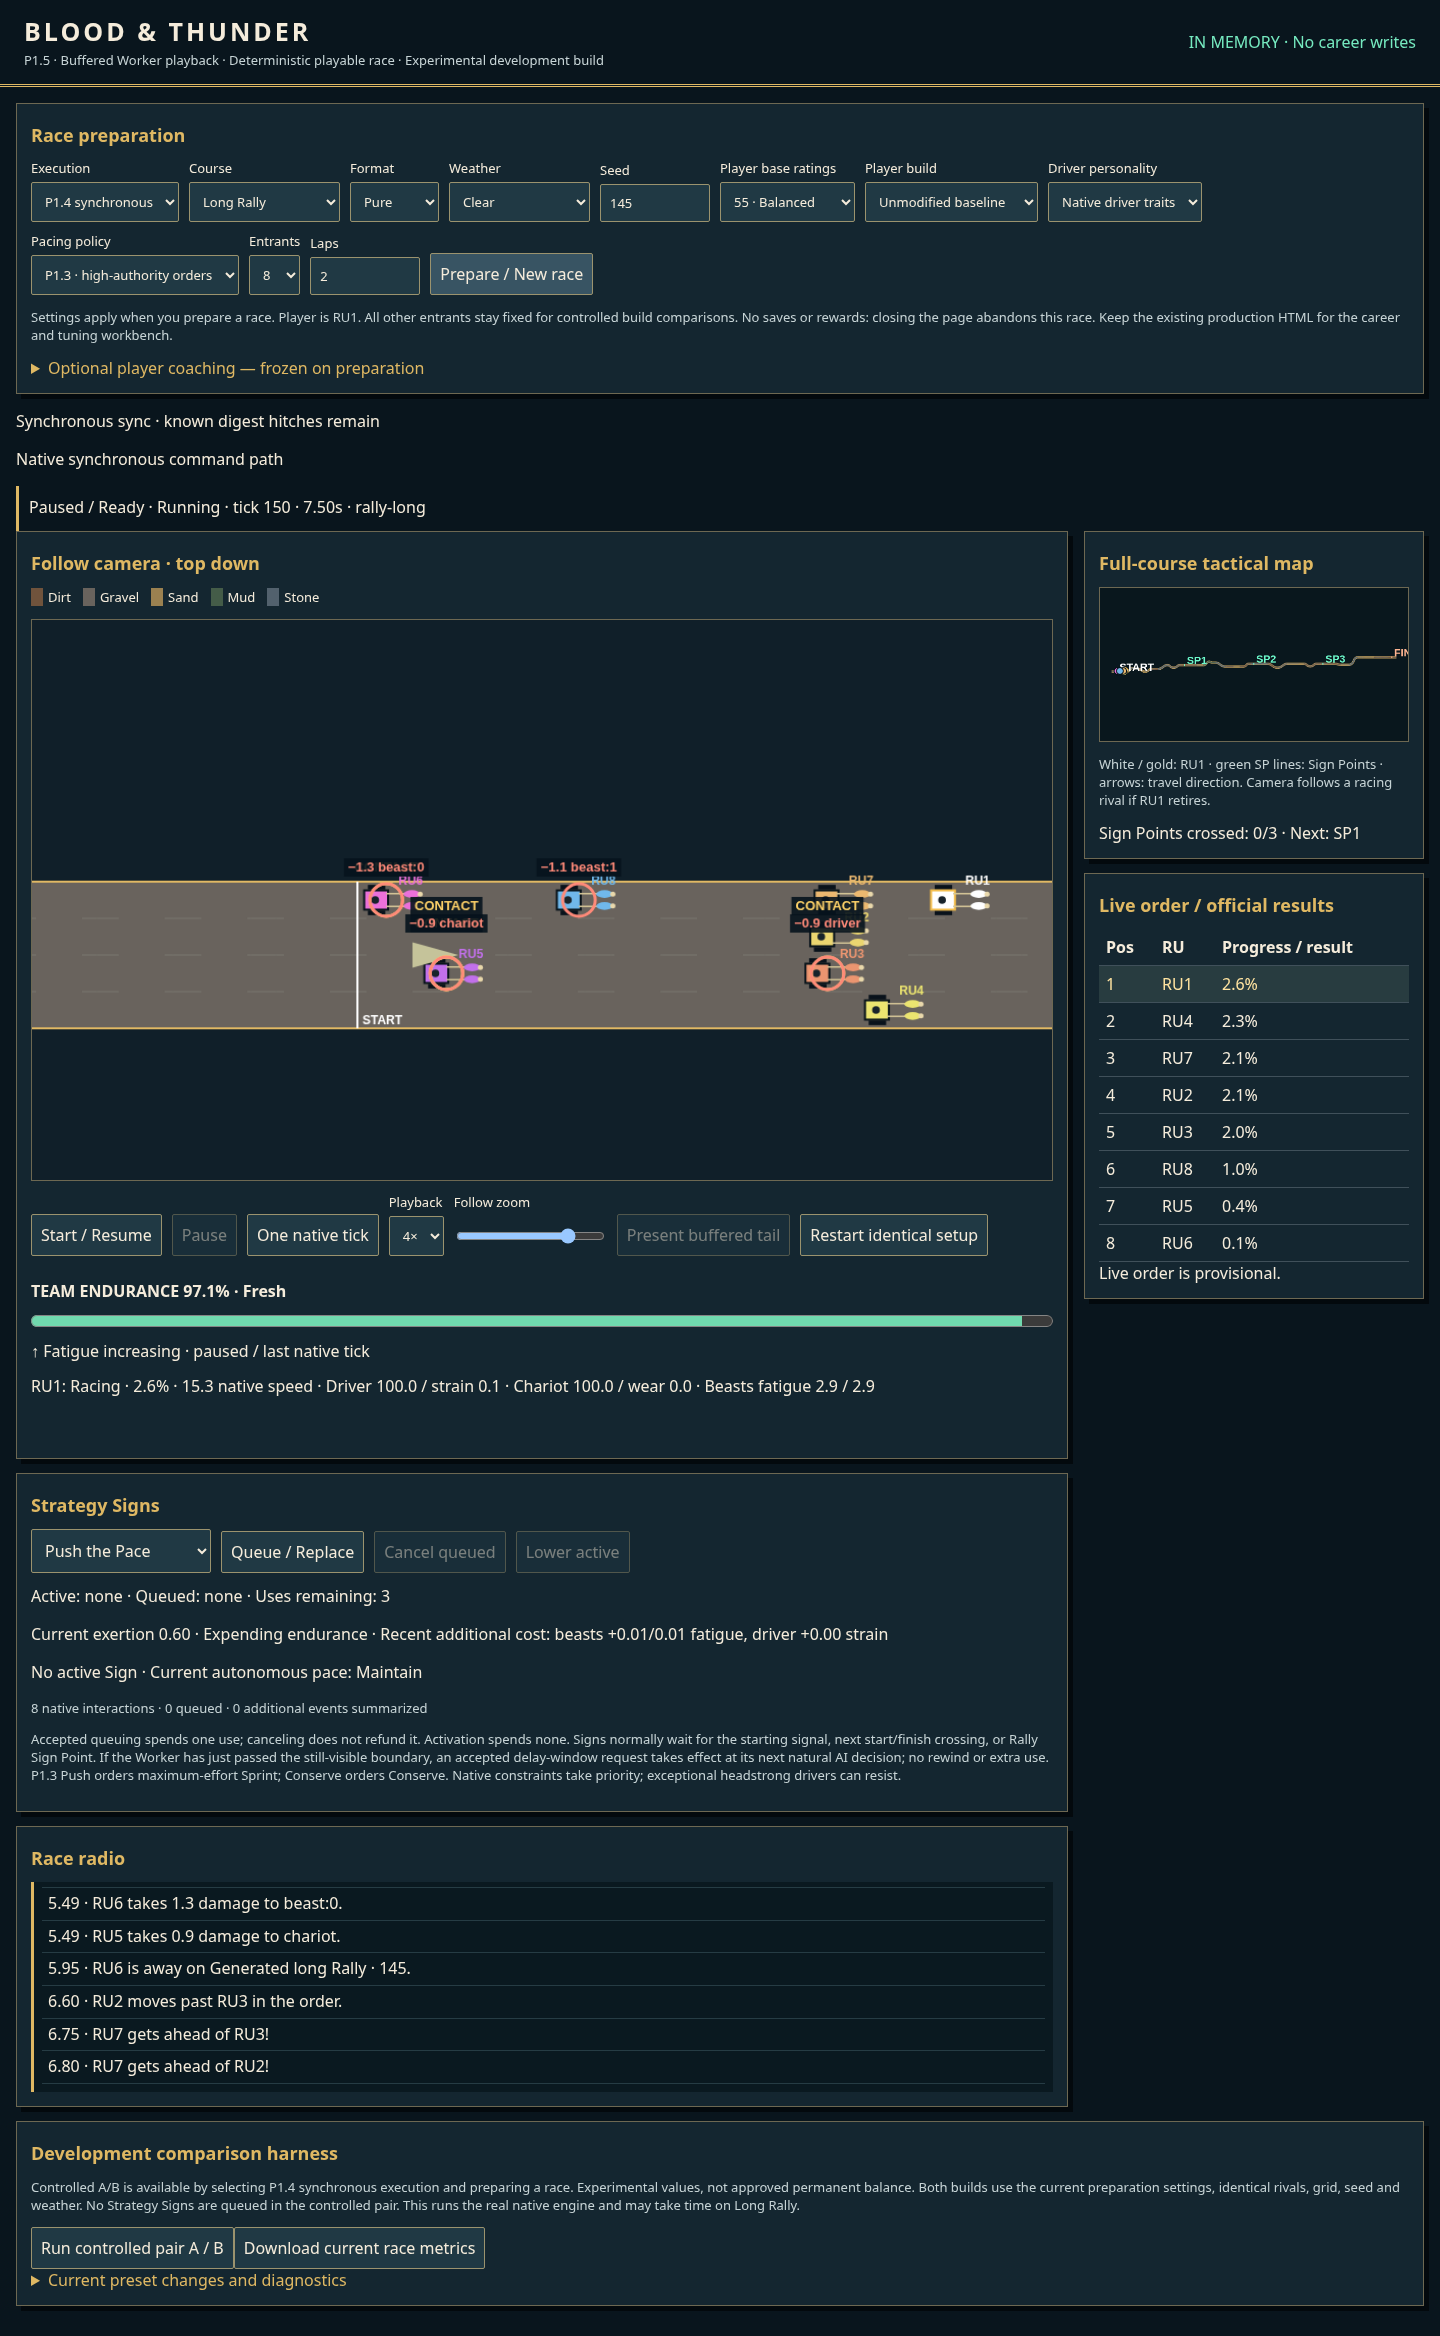 BLOOD & THUNDER
P1.5 · Buffered Worker playback · Deterministic playable race · Experimental development build
IN MEMORY · No career writes
Race preparation
Execution Course Format Weather Seed Player base ratings Player build Driver personality
P1.4 synchronous Long Rally Pure Clear 145 55 · Balanced Unmodified baseline Native driver traits
Pacing policy Entrants Laps
P1.3 · high-authority orders 8 2 Prepare / New race
Settings apply when you prepare a race. Player is RU1. All other entrants stay fixed for controlled build comparisons. No saves or rewards: closing the page abandons this race. Keep the existing production HTML for the career
and tuning workbench.
Optional player coaching — frozen on preparation
Synchronous sync · known digest hitches remain
Native synchronous command path
Paused / Ready · Running · tick 150 · 7.50s · rally-long
Follow camera · top down
Dirt Gravel Sand Mud Stone
−1.3 beast:0 −1.1 beast:1
RU6 RU8 RU7 RU1
CONTACT CONTACT
−0.9 chariot −0.9 driver
RU5 RU3
RU4
START
Playback Follow zoom
Start / Resume Pause One native tick 4× Present buffered tail Restart identical setup
TEAM ENDURANCE 97.1% · Fresh
↑ Fatigue increasing · paused / last native tick
RU1: Racing · 2.6% · 15.3 native speed · Driver 100.0 / strain 0.1 · Chariot 100.0 / wear 0.0 · Beasts fatigue 2.9 / 2.9
Full-course tactical map
START SP1 SP2 SP3 FIN
White / gold: RU1 · green SP lines: Sign Points ·
arrows: travel direction. Camera follows a racing
rival if RU1 retires.
Sign Points crossed: 0/3 · Next: SP1
Live order / official results
Pos RU Progress / result
1 RU1 2.6%
2 RU4 2.3%
3 RU7 2.1%
4 RU2 2.1%
5 RU3 2.0%
6 RU8 1.0%
7 RU5 0.4%
8 RU6 0.1%
Live order is provisional.
Strategy Signs
Push the Pace Queue / Replace Cancel queued Lower active
Active: none · Queued: none · Uses remaining: 3
Current exertion 0.60 · Expending endurance · Recent additional cost: beasts +0.01/0.01 fatigue, driver +0.00 strain
No active Sign · Current autonomous pace: Maintain
8 native interactions · 0 queued · 0 additional events summarized
Accepted queuing spends one use; canceling does not refund it. Activation spends none. Signs normally wait for the starting signal, next start/finish crossing, or Rally
Sign Point. If the Worker has just passed the still-visible boundary, an accepted delay-window request takes effect at its next natural AI decision; no rewind or extra use.
P1.3 Push orders maximum-effort Sprint; Conserve orders Conserve. Native constraints take priority; exceptional headstrong drivers can resist.
Race radio
5.49 · RU6 takes 1.3 damage to beast:0.
5.49 · RU5 takes 0.9 damage to chariot.
5.95 · RU6 is away on Generated long Rally · 145.
6.60 · RU2 moves past RU3 in the order.
6.75 · RU7 gets ahead of RU3!
6.80 · RU7 gets ahead of RU2!
Development comparison harness
Controlled A/B is available by selecting P1.4 synchronous execution and preparing a race. Experimental values, not approved permanent balance. Both builds use the current preparation settings, identical rivals, grid, seed and
weather. No Strategy Signs are queued in the controlled pair. This runs the real native engine and may take time on Long Rally.
Run controlled pair A / B Download current race metrics
Current preset changes and diagnostics